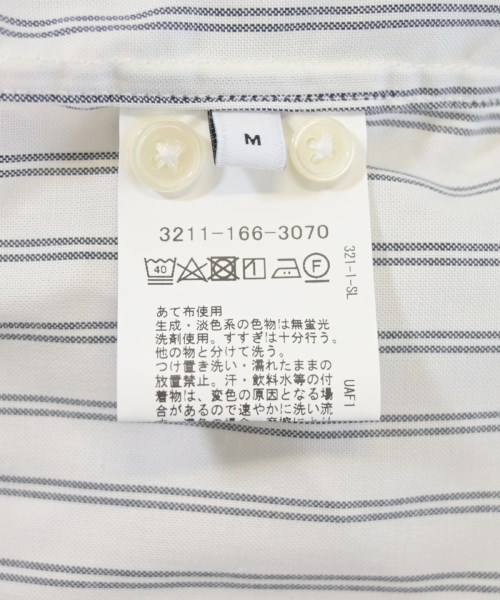 M
3211-166-3070
40
F
あて布使用
生成・淡色系の色物は無蛍光
洗剤使用。すすぎは十分行う。
他の物と分けて洗う。
つけ置き洗い・濡れたままの
放置禁止。汗・飲料水等の付
着物は、変色の原因となる場
合があるので速やかに洗い流
321-1-SL
UAF1